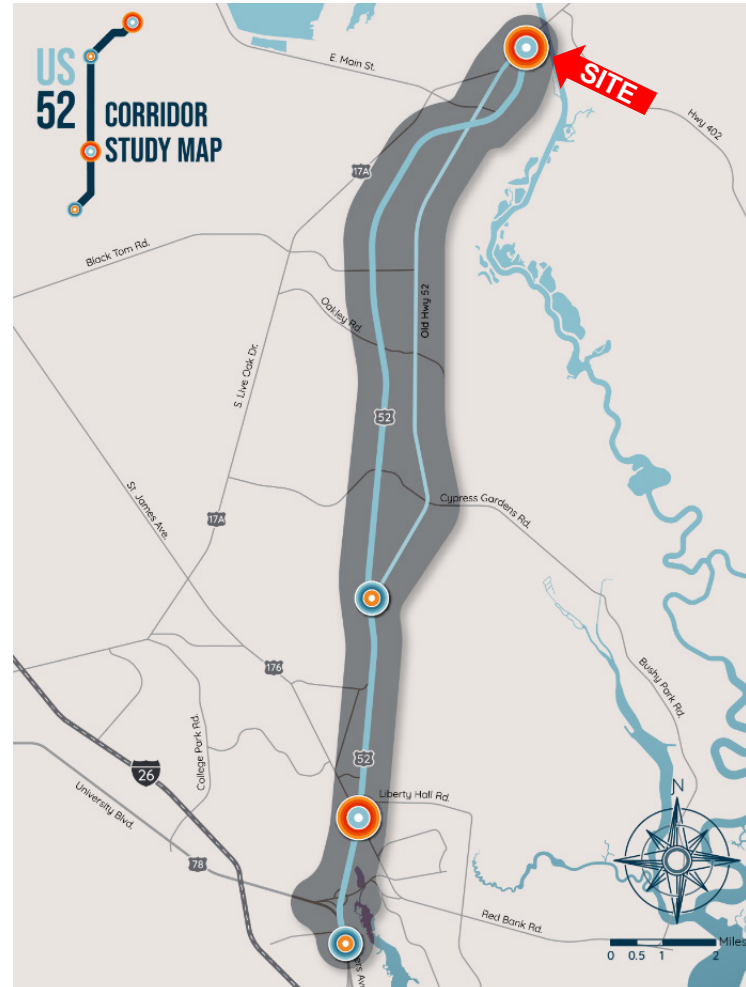 US
52
CORRIDOR
STUDY MAP
E. Main St.
SITE
Hwy 402
17A
Black Tom Rd.
Old Hwy 52
Oakley Rd.
S. Live Oak Dr.
52
St. James Ave.
17A
Cypress Gardens Rd.
176
College Park Rd.
Bushy Park Rd.
26
52
University Blvd.
Liberty Hall Rd.
N
78
Red Bank Rd.
Miles
0 0.5 1 2